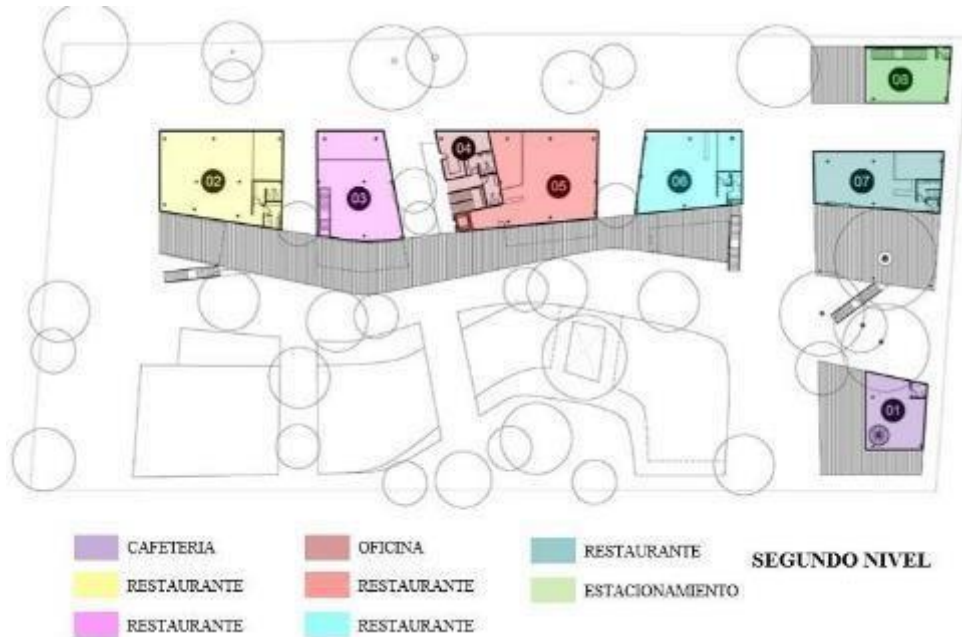 08
02
03
04
05
06
07
01
CAFETERIA
OFICINA
RESTAURANTE
SEGUNDO NIVEL
RESTAURANTE
RESTAURANTE
ESTACIONAMIENTO
RESTAURANTE
RESTAURANTE